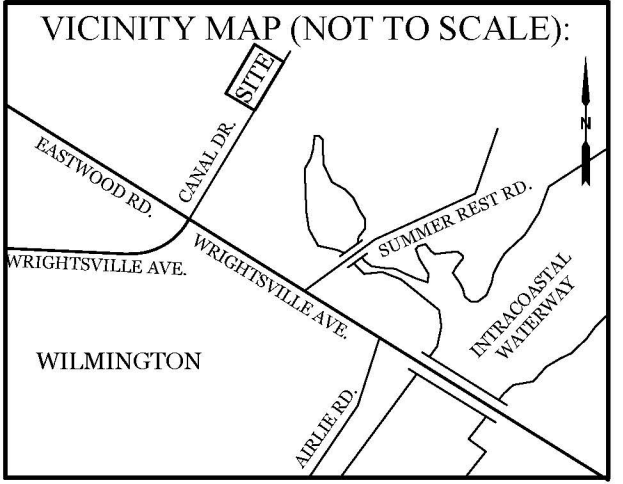 VICINITY MAP (NOT TO SCALE):
SITE
N
CANAL DR.
EASTWOOD RD.
SUMMER REST RD.
WRIGHTSVILLE AVE.
WRIGHTSVILLE AVE.
INTRACOASTAL
WATERWAY
WILMINGTON
AIRLIE RD.